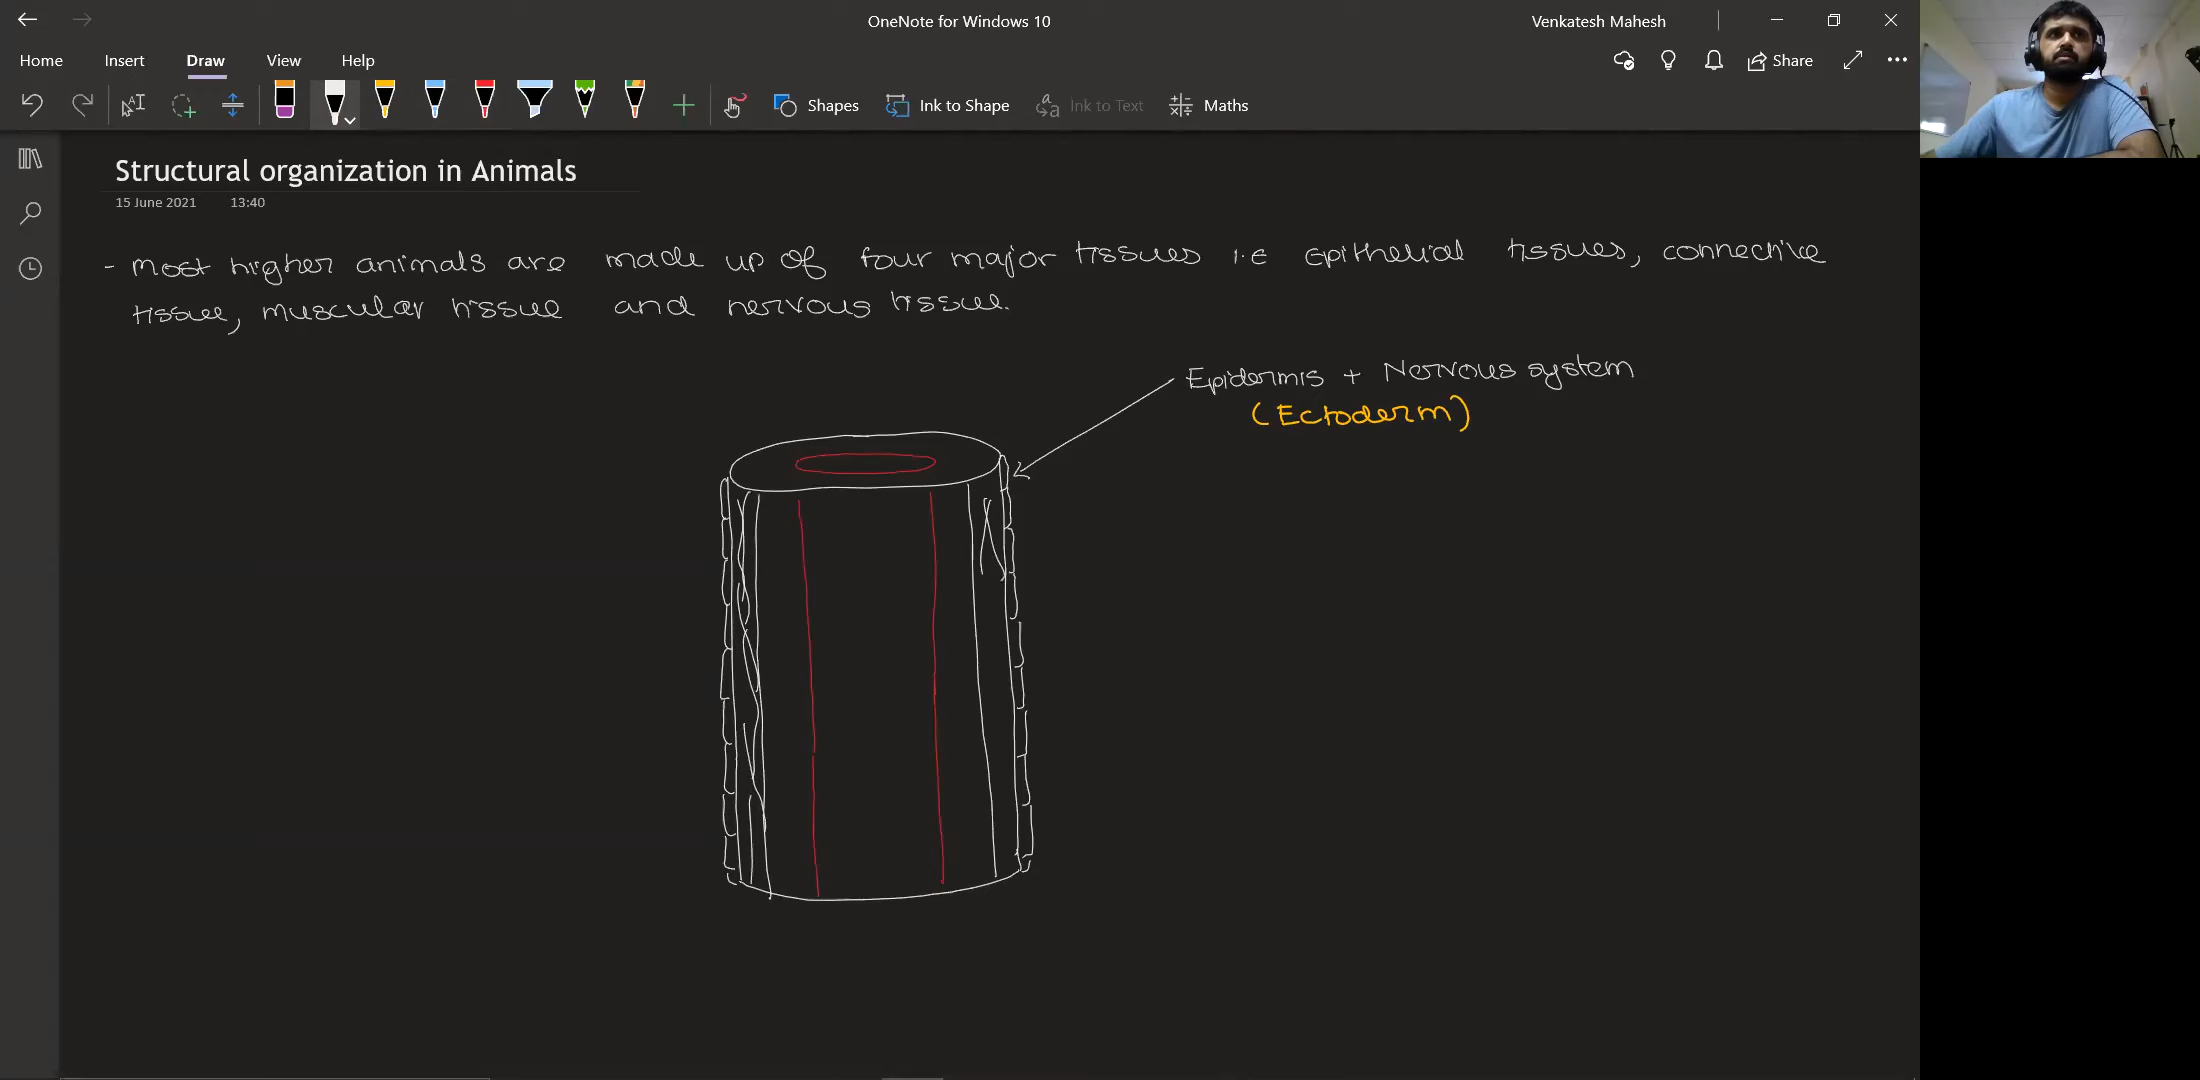 OneNote for Windows 10
Venkatesh Mahesh
Home Insert Draw View Help
Share
Shapes Ink to Shape Ink to Text Maths
Structural organization in Animals
15 June 2021 13:40
- Most higher animals are made up of four major tissues i.e Epithelial tissues, connective
tissue, muscular tissue and nervous tissue.
Epidermis + Nervous system
(Ectoderm)